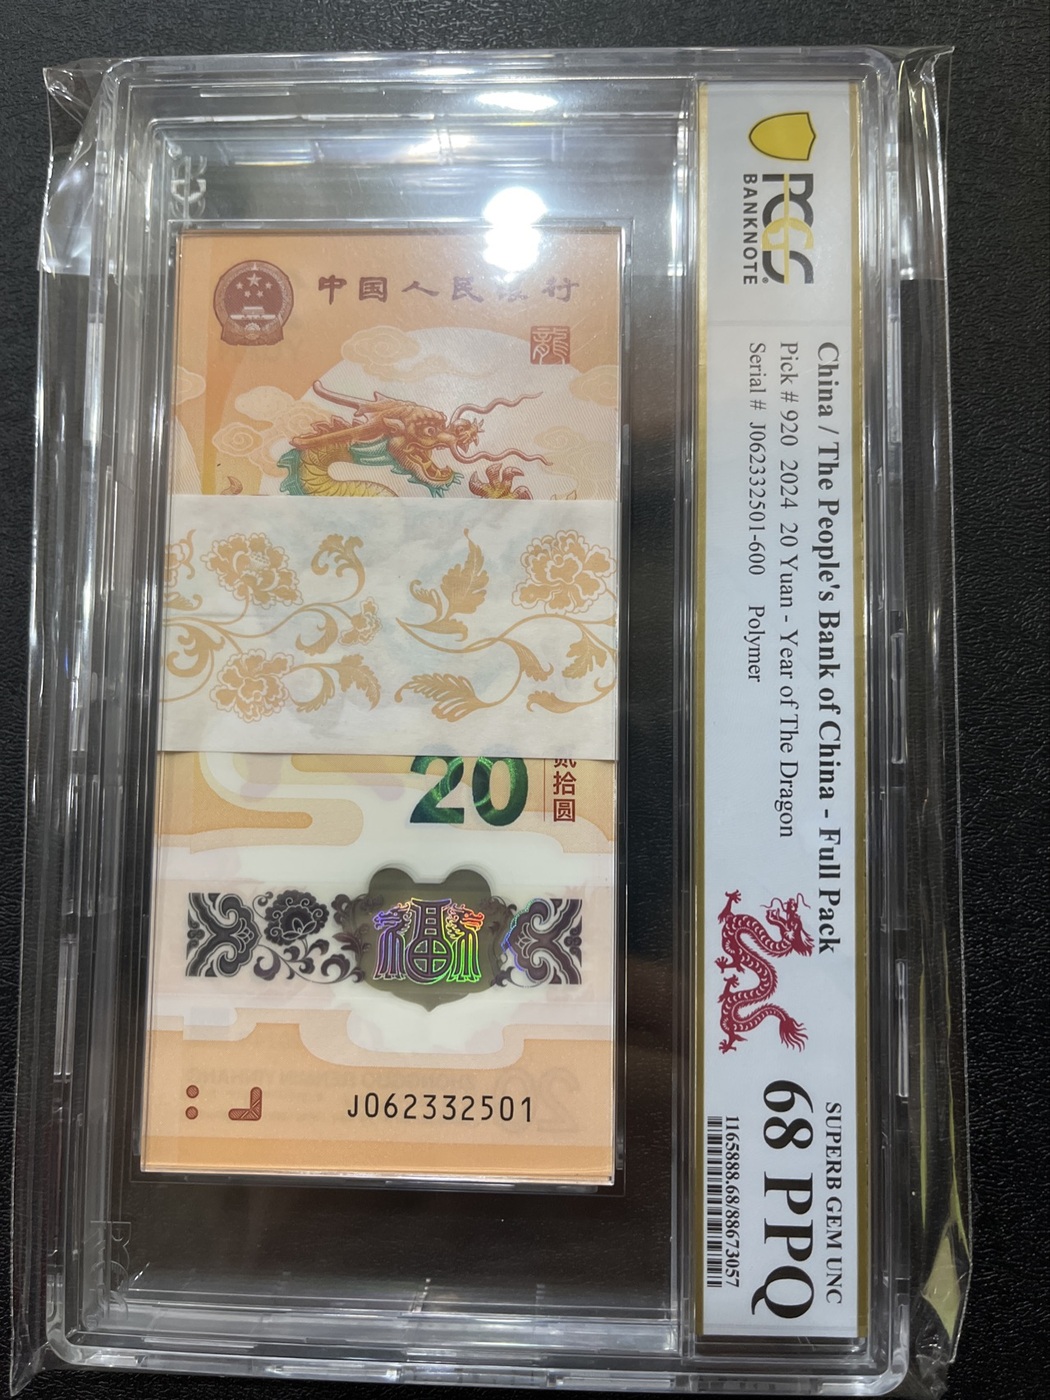 PCGS
BANKNOTE
China / The People's Bank of China - Full Pack
Pick # 920 2024 20 Yuan - Year of The Dragon
Serial # J062332501-600 Polymer
SUPERB GEM UNC
68 PPQ
1165888.68/88673057
中国人民银行
龍
20
贰拾圆
福
J062332501